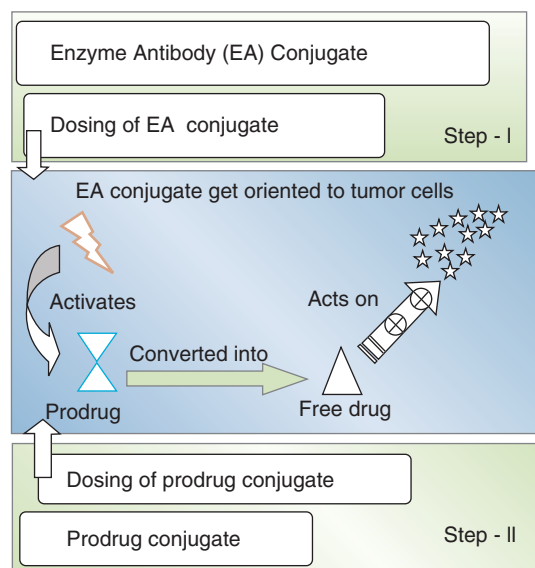 Enzyme Antibody (EA) Conjugate
Dosing of EA conjugate
Step - I
EA conjugate get oriented to tumor cells
Activates
Acts on
Converted into
Prodrug
Free drug
Dosing of prodrug conjugate
Prodrug conjugate
Step - II